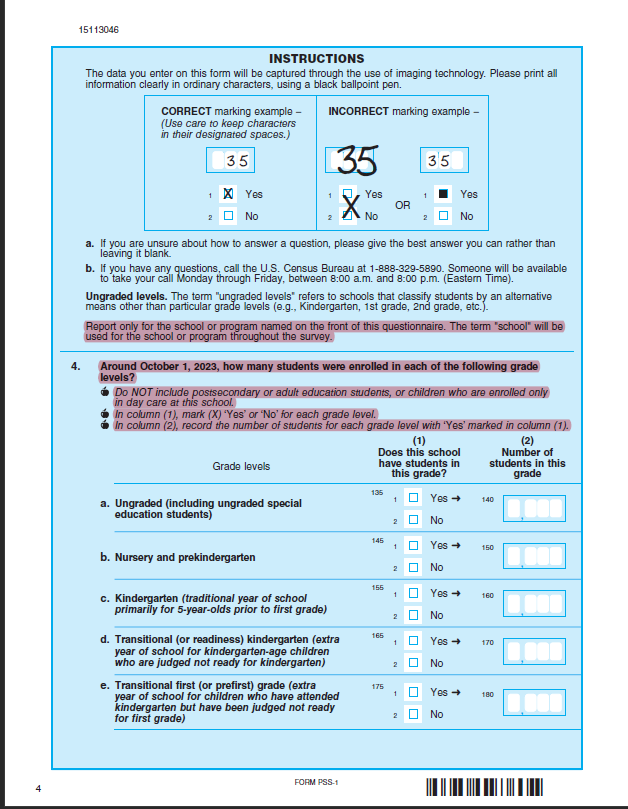 15113046
INSTRUCTIONS
The data you enter on this form will be captured through the use of imaging technology. Please print all
information clearly in ordinary characters, using a black ballpoint pen.
CORRECT marking example –
(Use care to keep characters
in their designated spaces.)
35
1 X Yes
2 No
INCORRECT marking example –
35
1 Yes
2 X No
OR
35
1 Yes
2 No
a. If you are unsure about how to answer a question, please give the best answer you can rather than
leaving it blank.
b. If you have any questions, call the U.S. Census Bureau at 1-888-329-5890. Someone will be available
to take your call Monday through Friday, between 8:00 a.m. and 8:00 p.m. (Eastern Time).
Ungraded levels. The term "ungraded levels" refers to schools that classify students by an alternative
means other than particular grade levels (e.g., Kindergarten, 1st grade, 2nd grade, etc.).
Report only for the school or program named on the front of this questionnaire. The term "school" will be
used for the school or program throughout the survey.
4. Around October 1, 2023, how many students were enrolled in each of the following grade
levels?
Do NOT include postsecondary or adult education students, or children who are enrolled only
in day care at this school.
In column (1), mark (X) 'Yes' or 'No' for each grade level.
In column (2), record the number of students for each grade level with 'Yes' marked in column (1).
Grade levels
(1)
Does this school
have students in
this grade?
(2)
Number of
students in this
grade
a. Ungraded (including ungraded special
education students)
135 1 Yes ➞ 140 ,
2 No
b. Nursery and prekindergarten
145 1 Yes ➞ 150 ,
2 No
c. Kindergarten (traditional year of school
primarily for 5-year-olds prior to first grade)
155 1 Yes ➞ 160 ,
2 No
d. Transitional (or readiness) kindergarten (extra
year of school for kindergarten-age children
who are judged not ready for kindergarten)
165 1 Yes ➞ 170 ,
2 No
e. Transitional first (or prefirst) grade (extra
year of school for children who have attended
kindergarten but have been judged not ready
for first grade)
175 1 Yes ➞ 180 ,
2 No
4
FORM PSS-1